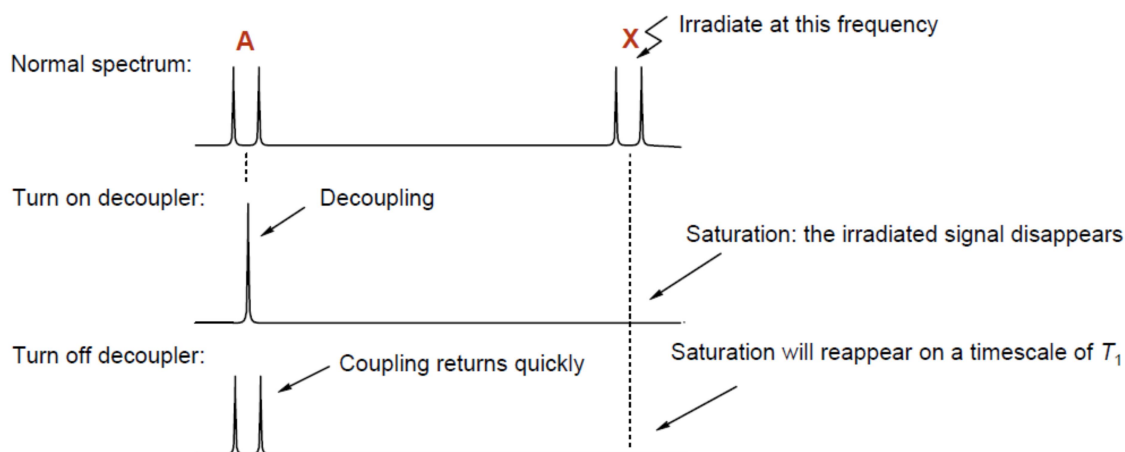 Irradiate at this frequency
A
X
Normal spectrum:
Turn on decoupler:
Decoupling
Saturation: the irradiated signal disappears
Turn off decoupler:
Coupling returns quickly
Saturation will reappear on a timescale of T₁